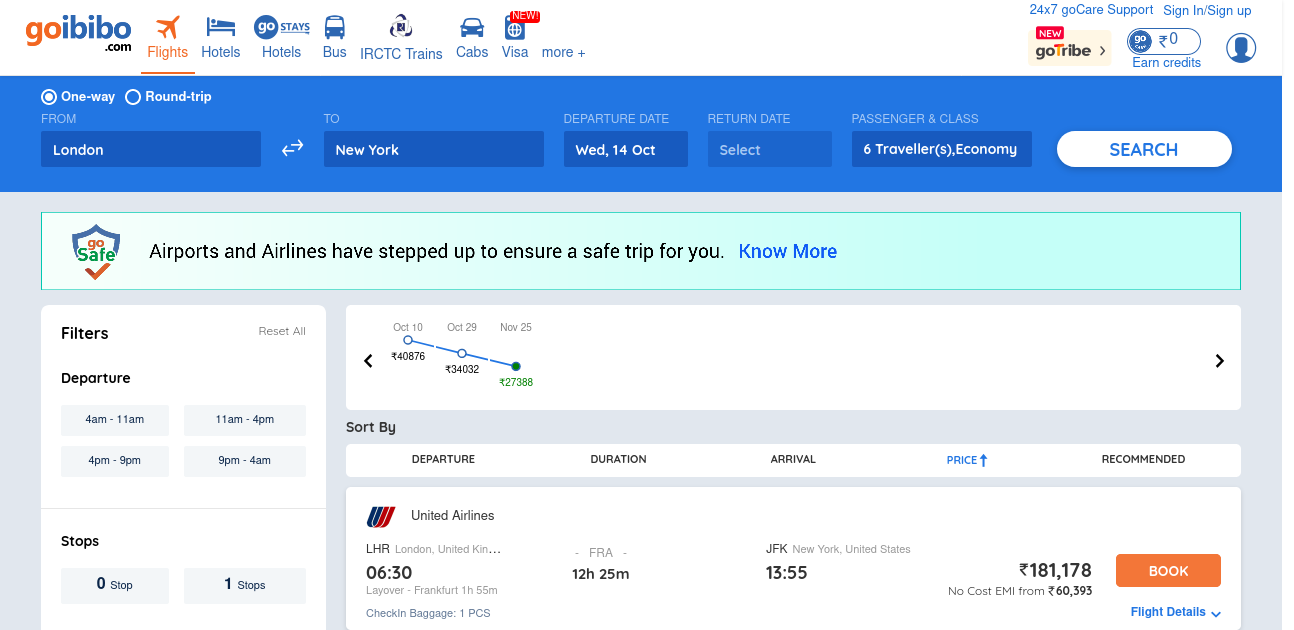 goibibo
.com
Flights
Hotels
go STAYS
Hotels
Bus
IRCTC Trains
Cabs
NEW!
Visa
more +
24x7 goCare Support
Sign In/Sign up
NEW
goTribe
go
₹0
Earn credits
One-way
Round-trip
FROM
TO
DEPARTURE DATE
RETURN DATE
PASSENGER & CLASS
London
New York
Wed, 14 Oct
Select
6 Traveller(s),Economy
SEARCH
go
Safe
Airports and Airlines have stepped up to ensure a safe trip for you. Know More
Filters
Reset All
Departure
4am - 11am
11am - 4pm
4pm - 9pm
9pm - 4am
Stops
0 Stop
1 Stops
Oct 10
Oct 29
Nov 25
₹40876
₹34032
₹27388
Sort By
DEPARTURE
DURATION
ARRIVAL
PRICE
RECOMMENDED
United Airlines
LHR London, United Kin...
- FRA -
JFK New York, United States
06:30
12h 25m
13:55
₹181,178
BOOK
Layover - Frankfurt 1h 55m
No Cost EMI from ₹60,393
CheckIn Baggage: 1 PCS
Flight Details